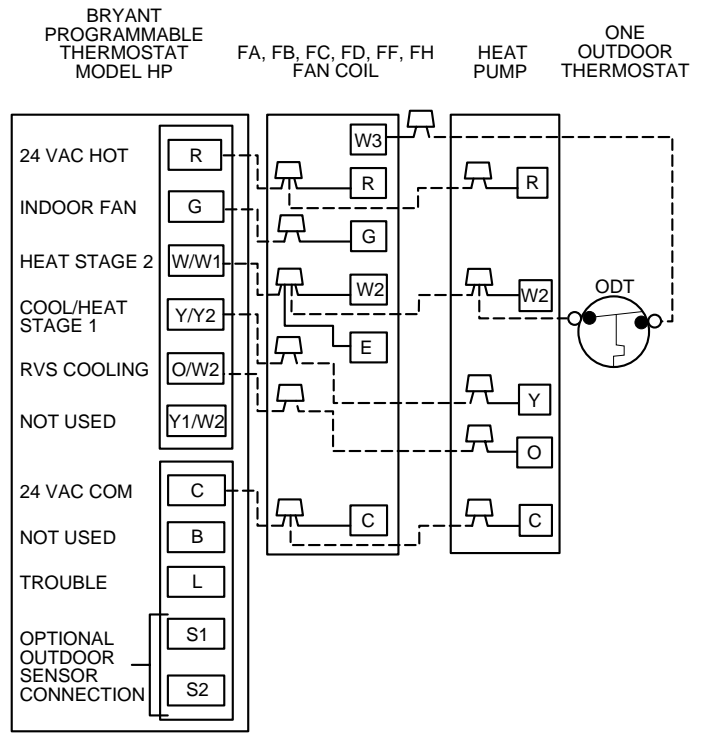 BRYANT
PROGRAMMABLE
THERMOSTAT
MODEL HP
FA, FB, FC, FD, FF, FH
FAN COIL
HEAT
PUMP
ONE
OUTDOOR
THERMOSTAT
24 VAC HOT
R
INDOOR FAN
G
HEAT STAGE 2
W/W1
COOL/HEAT
STAGE 1
Y/Y2
RVS COOLING
O/W2
NOT USED
Y1/W2
24 VAC COM
C
NOT USED
B
TROUBLE
L
OPTIONAL
OUTDOOR
SENSOR
CONNECTION
S1
S2
W3
R
G
W2
E
C
R
W2
Y
O
C
ODT